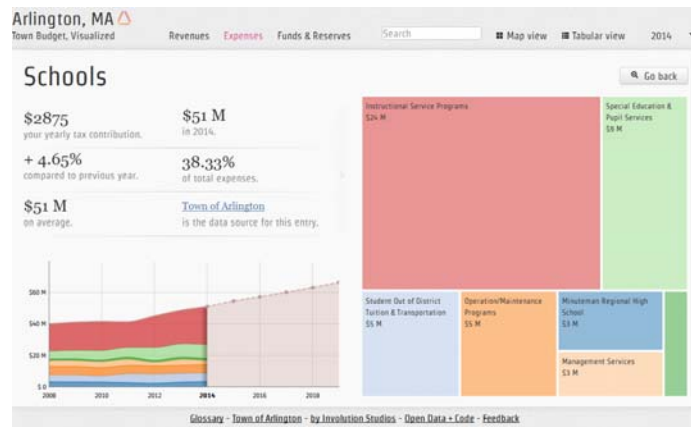 Arlington, MA
Town Budget, Visualized
Revenues Expenses Funds & Reserves Search Map view Tabular view 2014
Schools
Go back
$2875
your yearly tax contribution.
$51 M
in 2014.
+ 4.65%
compared to previous year.
38.33%
of total expenses.
$51 M
on average.
Town of Arlington
is the data source for this entry.
$60 M
$40 M
$20 M
$ 0
2008 2010 2012 2014 2016 2018
Instructional Service Programs
$24 M
Special Education &
Pupil Services
$8 M
Student Out of District
Tuition & Transportation
$5 M
Operation/Maintenance
Programs
$5 M
Minuteman Regional High
School
$3 M
Management Services
$3 M
Glossary - Town of Arlington - by Involution Studios - Open Data + Code - Feedback